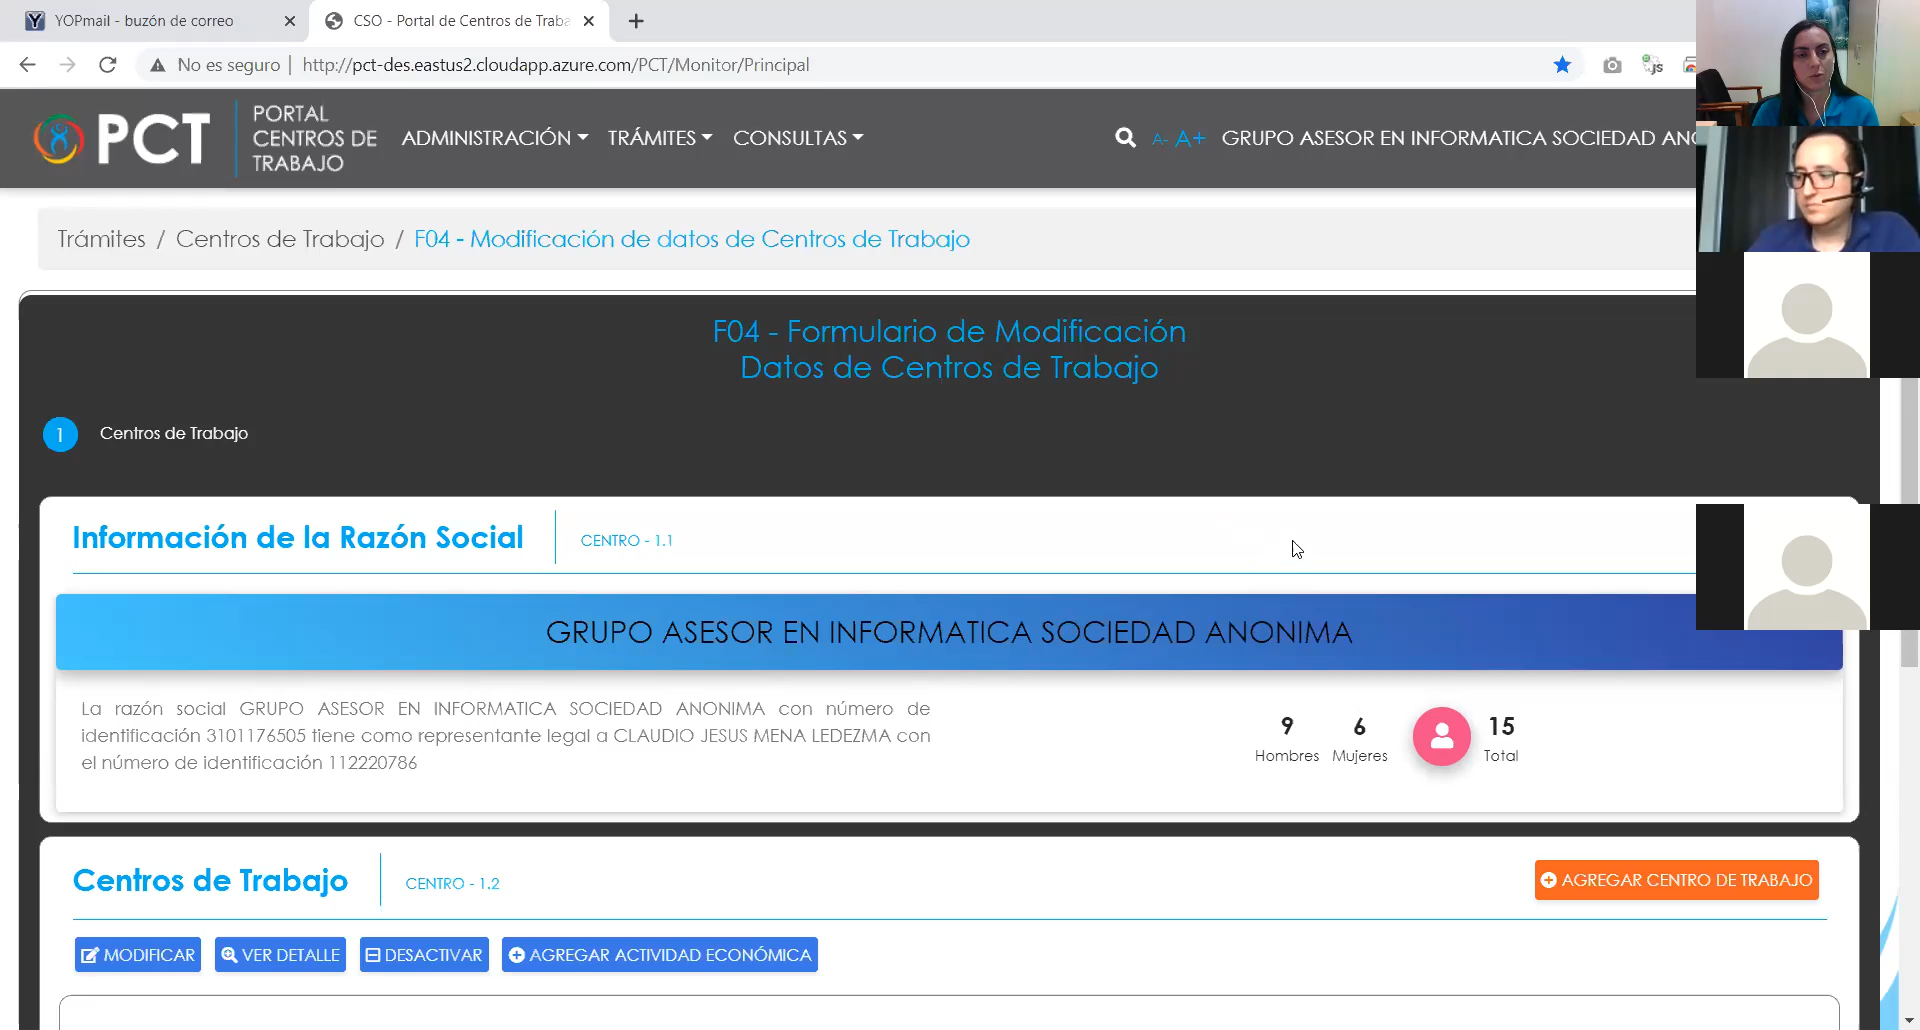 YOPmail - buzón de correo
CSO - Portal de Centros de Traba
No es seguro
http://pct-des.eastus2.cloudapp.azure.com/PCT/Monitor/Principal
PCT
PORTAL
CENTROS DE
TRABAJO
ADMINISTRACIÓN
TRÁMITES
CONSULTAS
A- A+
GRUPO ASESOR EN INFORMATICA SOCIEDAD ANO
Trámites / Centros de Trabajo / F04 - Modificación de datos de Centros de Trabajo
F04 - Formulario de Modificación
Datos de Centros de Trabajo
1 Centros de Trabajo
Información de la Razón Social
CENTRO - 1.1
GRUPO ASESOR EN INFORMATICA SOCIEDAD ANONIMA
La razón social GRUPO ASESOR EN INFORMATICA SOCIEDAD ANONIMA con número de
identificación 3101176505 tiene como representante legal a CLAUDIO JESUS MENA LEDEZMA con
el número de identificación 112220786
9 6 15
Hombres Mujeres Total
Centros de Trabajo
CENTRO - 1.2
AGREGAR CENTRO DE TRABAJO
MODIFICAR
VER DETALLE
DESACTIVAR
AGREGAR ACTIVIDAD ECONÓMICA